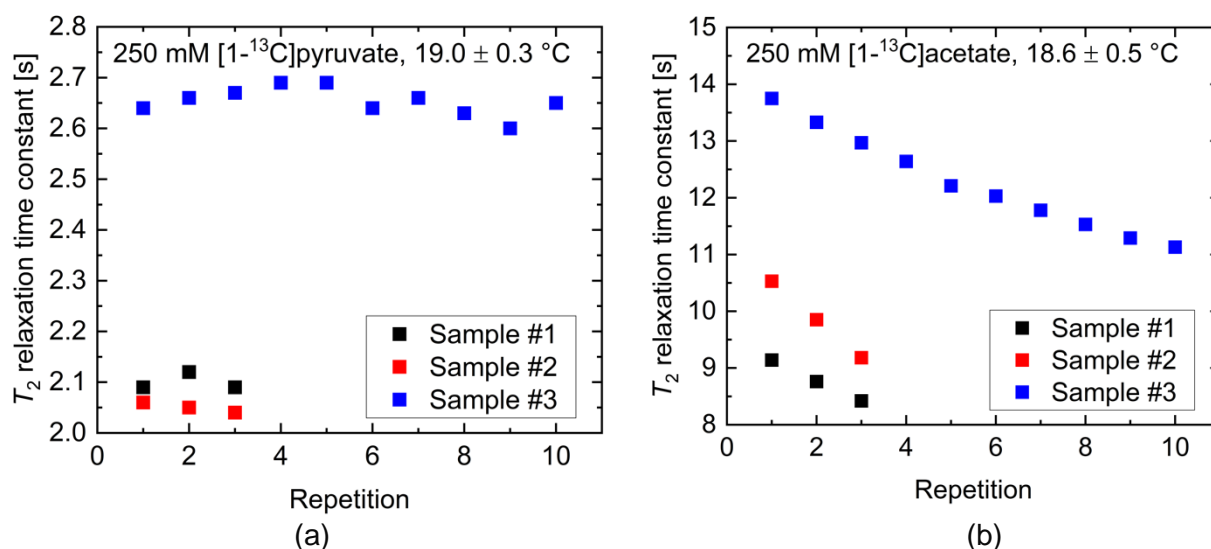 250 mM [1-¹³C]pyruvate, 19.0 ± 0.3 °C
T₂ relaxation time constant [s]
2.8
2.7
2.6
2.5
2.4
2.3
2.2
2.1
2.0
Sample #1
Sample #2
Sample #3
0 2 4 6 8 10
Repetition
(a)
250 mM [1-¹³C]acetate, 18.6 ± 0.5 °C
T₂ relaxation time constant [s]
15
14
13
12
11
10
9
8
Sample #1
Sample #2
Sample #3
0 2 4 6 8 10
Repetition
(b)